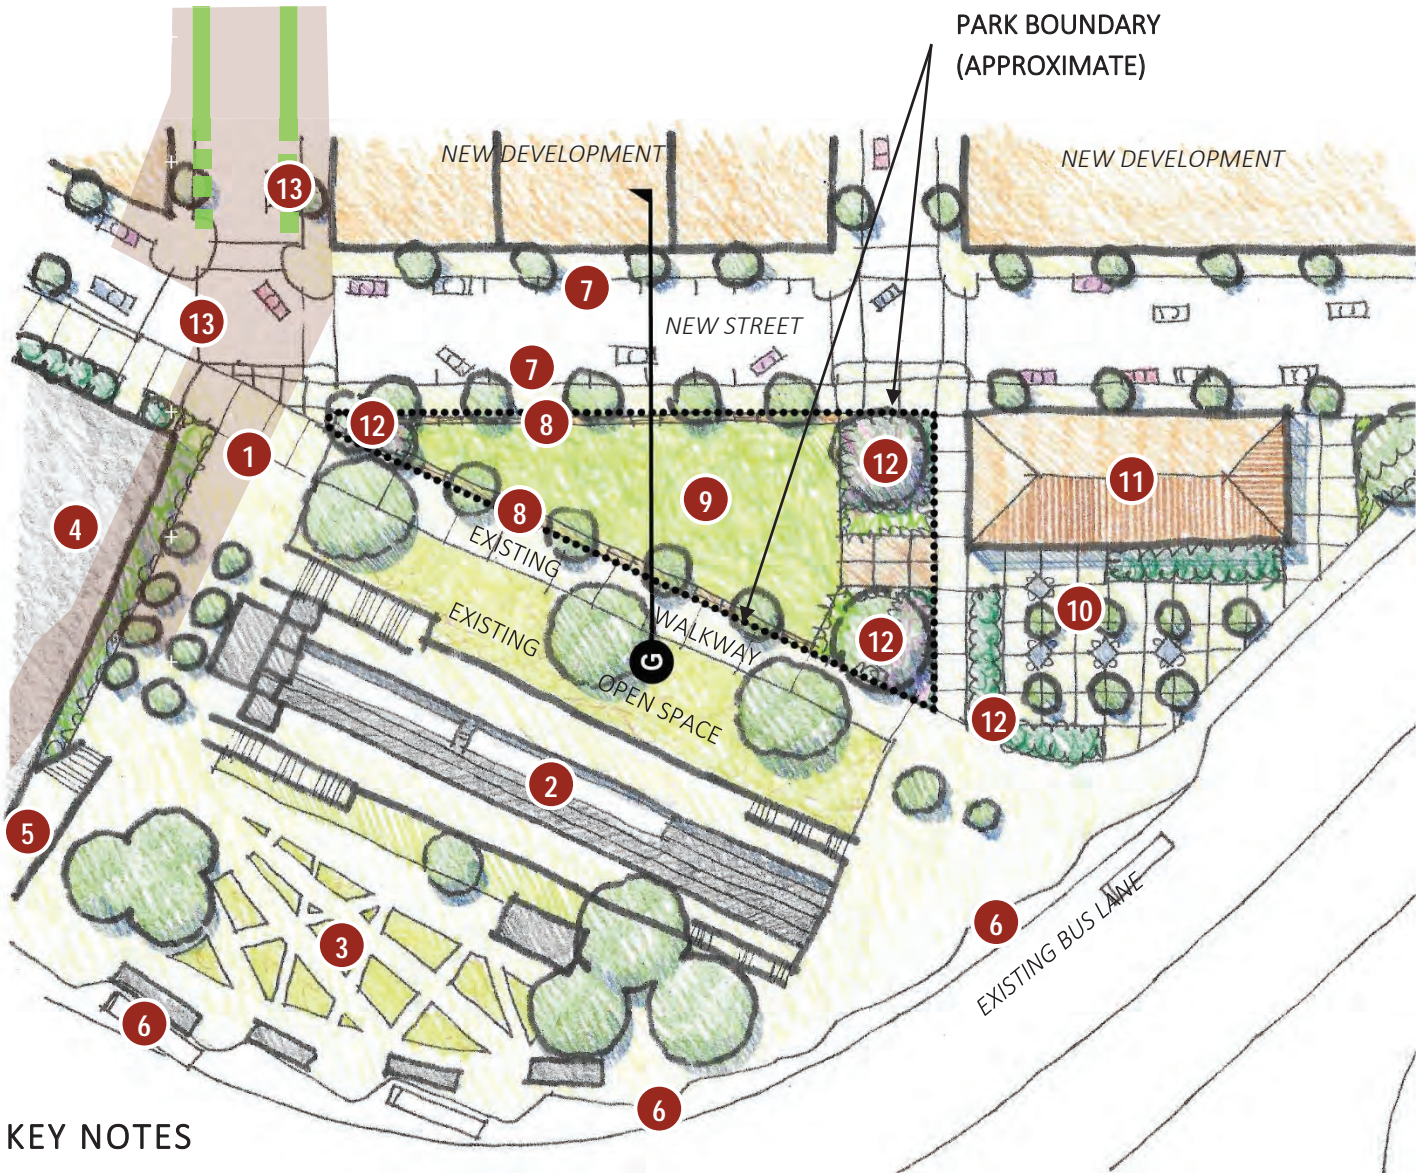 PARK BOUNDARY
(APPROXIMATE)
NEW DEVELOPMENT
NEW DEVELOPMENT
13
7
13
NEW STREET
7
12
8
1
12
11
9
8
4
EXISTING
10
EXISTING
WALKWAY
12
G
OPEN SPACE
12
2
5
EXISTING BUS LANE
6
3
6
6
KEY NOTES